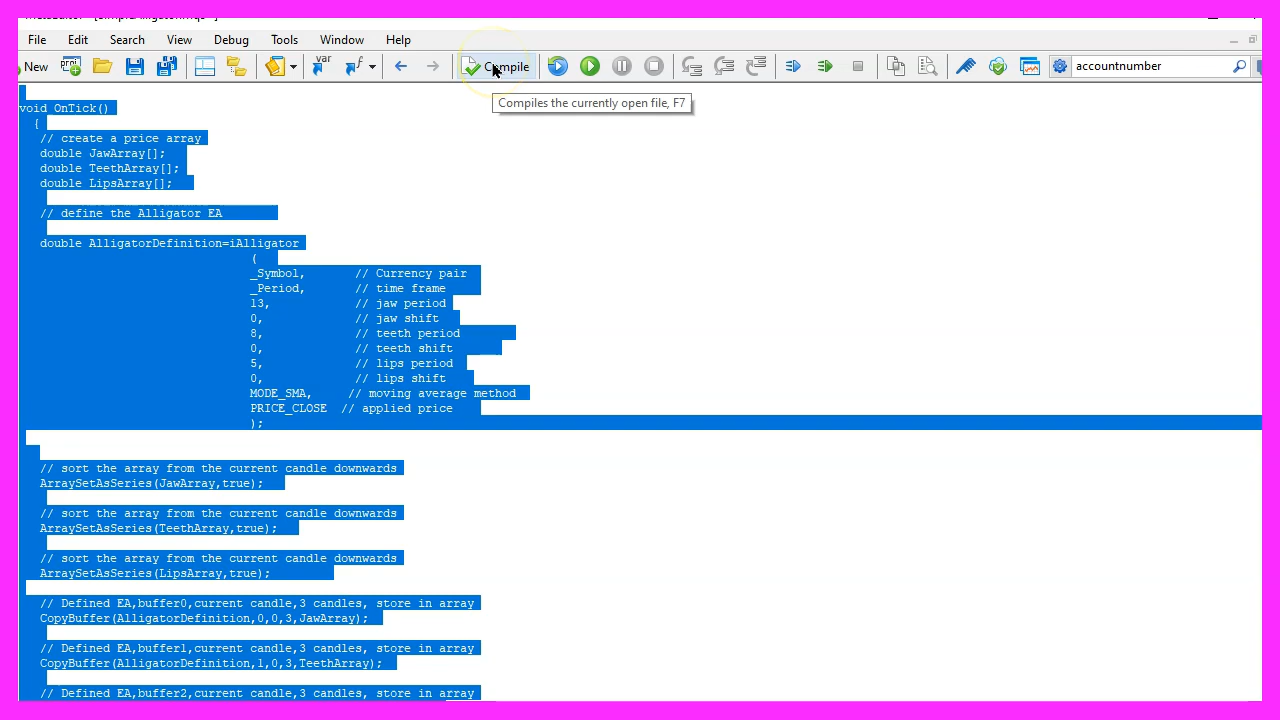 File Edit Search View Debug Tools Window Help
New var Compile accountnumber
Compiles the currently open file, F7
void OnTick()
{
// create a price array
double JawArray[];
double TeethArray[];
double LipsArray[];
// define the Alligator EA
double AlligatorDefinition=iAlligator
(
_Symbol, // Currency pair
_Period, // time frame
13, // jaw period
0, // jaw shift
8, // teeth period
0, // teeth shift
5, // lips period
0, // lips shift
MODE_SMA, // moving average method
PRICE_CLOSE // applied price
);
// sort the array from the current candle downwards
ArraySetAsSeries(JawArray,true);
// sort the array from the current candle downwards
ArraySetAsSeries(TeethArray,true);
// sort the array from the current candle downwards
ArraySetAsSeries(LipsArray,true);
// Defined EA,buffer0,current candle,3 candles, store in array
CopyBuffer(AlligatorDefinition,0,0,3,JawArray);
// Defined EA,buffer1,current candle,3 candles, store in array
CopyBuffer(AlligatorDefinition,1,0,3,TeethArray);
// Defined EA,buffer2,current candle,3 candles, store in array